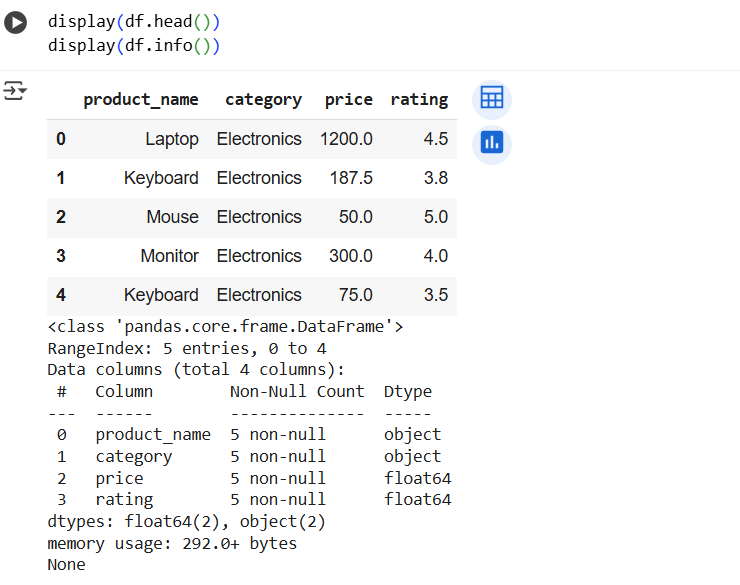 display(df.head())
display(df.info())
product_name category price rating
0 Laptop Electronics 1200.0 4.5
1 Keyboard Electronics 187.5 3.8
2 Mouse Electronics 50.0 5.0
3 Monitor Electronics 300.0 4.0
4 Keyboard Electronics 75.0 3.5
<class 'pandas.core.frame.DataFrame'>
RangeIndex: 5 entries, 0 to 4
Data columns (total 4 columns):
 #   Column        Non-Null Count  Dtype
---  ------        --------------  -----
 0   product_name  5 non-null      object
 1   category      5 non-null      object
 2   price         5 non-null      float64
 3   rating        5 non-null      float64
dtypes: float64(2), object(2)
memory usage: 292.0+ bytes
None